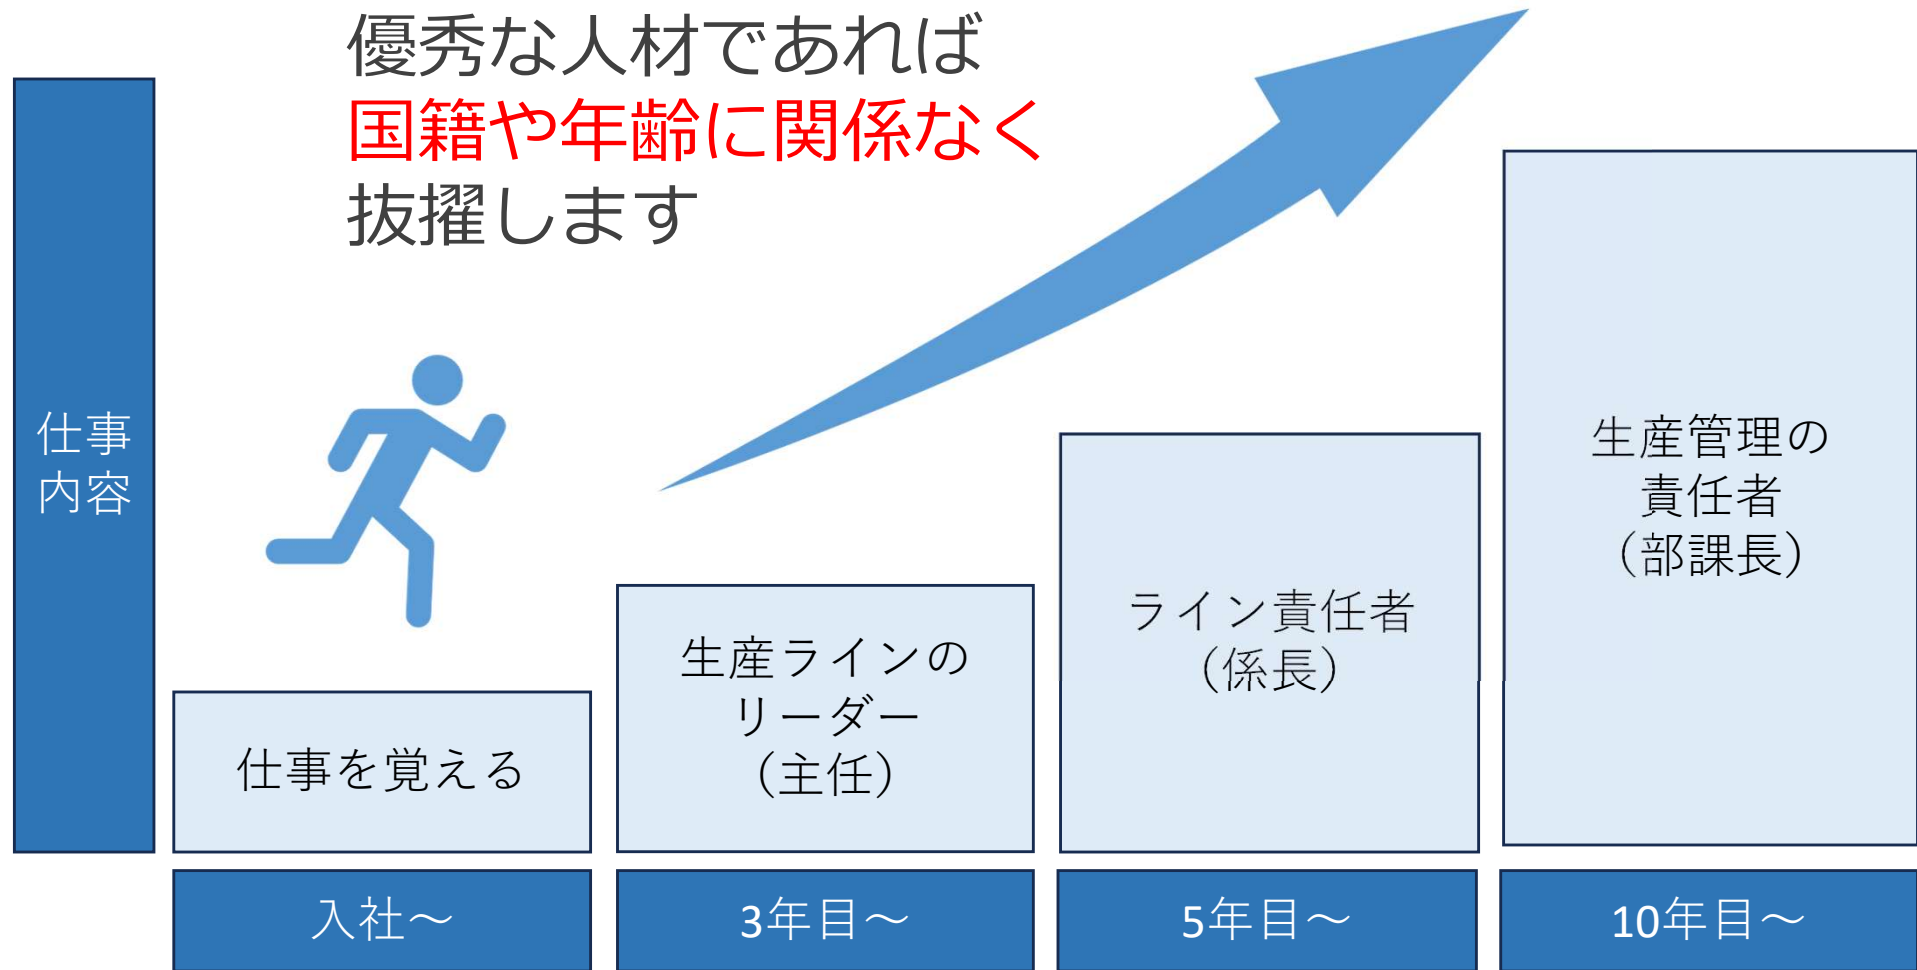 優秀な人材であれば
国籍や年齢に関係なく
抜擢します
仕事
内容
仕事を覚える
生産ラインの
リーダー
（主任）
ライン責任者
（係長）
生産管理の
責任者
（部課長）
入社～
3年目～
5年目～
10年目～